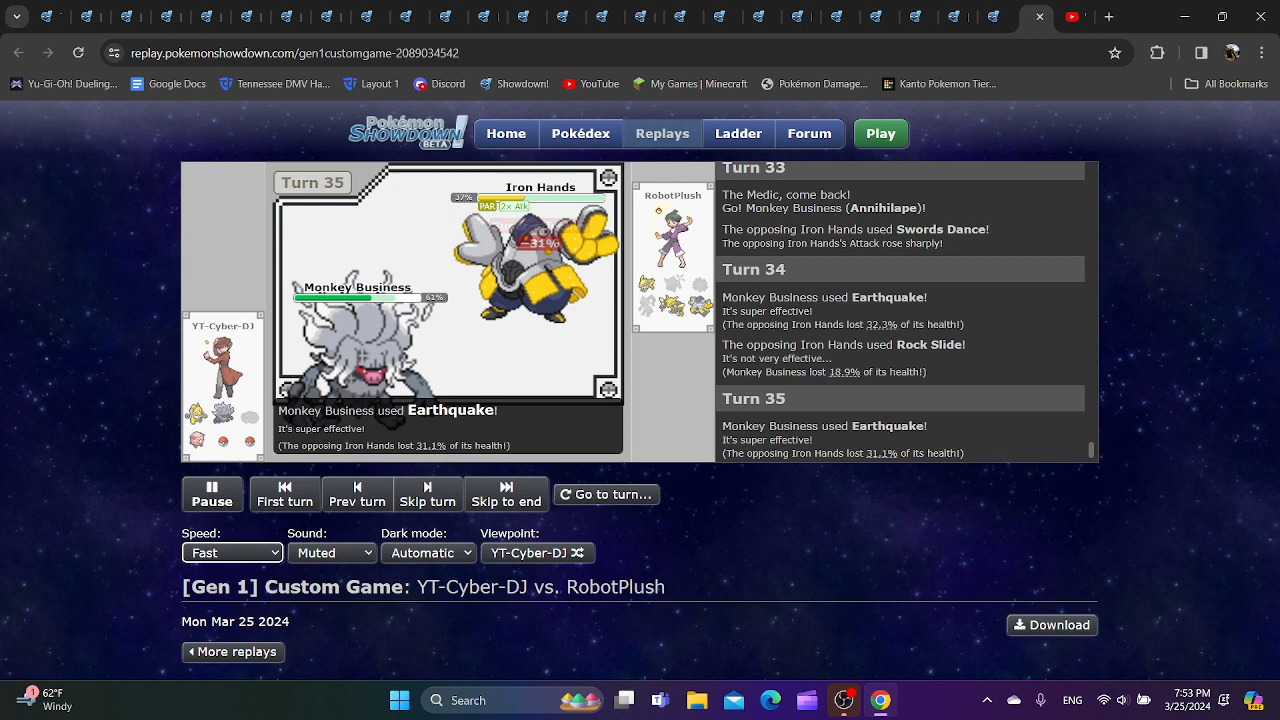 replay.pokemonshowdown.com/gen1customgame-2089034542
Yu-Gi-Oh! Dueling...
Google Docs
Tennessee DMV Ha...
Layout 1
Discord
Showdown!
YouTube
My Games | Minecraft
Pokémon Damage...
Kanto Pokemon Tier...
All Bookmarks
Pokémon
SHOWDOWN!
BETA
Home
Pokédex
Replays
Ladder
Forum
Play
Turn 35
Iron Hands
37%
PAR 2× Atk
−31%
Monkey Business
61%
YT-Cyber-DJ
RobotPlush
Monkey Business used Earthquake!
It's super effective!
(The opposing Iron Hands lost 31.1% of its health!)
Turn 33
The Medic, come back!
Go! Monkey Business (Annihilape)!
The opposing Iron Hands used Swords Dance!
The opposing Iron Hands's Attack rose sharply!
Turn 34
Monkey Business used Earthquake!
It's super effective!
(The opposing Iron Hands lost 32.3% of its health!)
The opposing Iron Hands used Rock Slide!
It's not very effective...
(Monkey Business lost 18.9% of its health!)
Turn 35
Monkey Business used Earthquake!
It's super effective!
(The opposing Iron Hands lost 31.1% of its health!)
Pause
First turn
Prev turn
Skip turn
Skip to end
Go to turn...
Speed:
Sound:
Dark mode:
Viewpoint:
Fast
Muted
Automatic
YT-Cyber-DJ
[Gen 1] Custom Game: YT-Cyber-DJ vs. RobotPlush
Mon Mar 25 2024
Download
More replays
1
62°F
Windy
Search
ENG
7:53 PM
3/25/2024
PRE